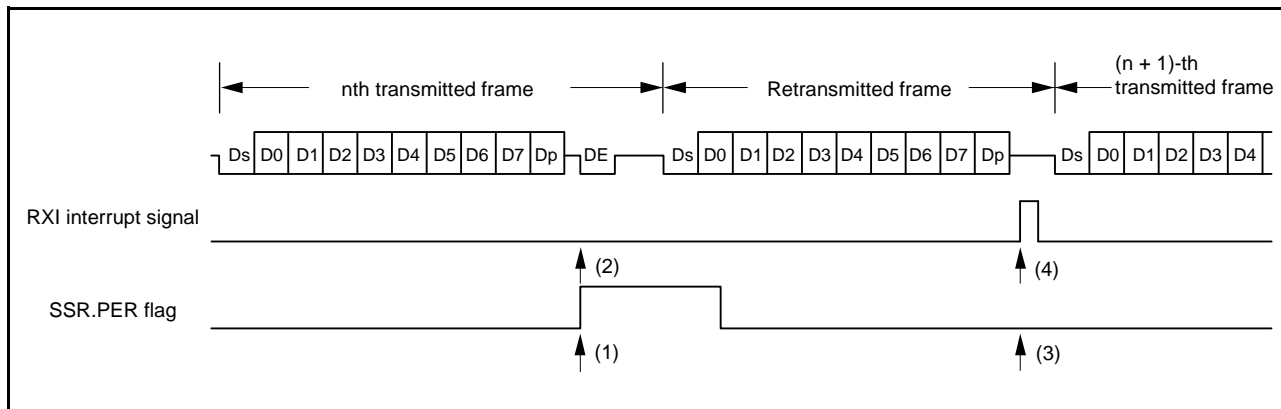 nth transmitted frame
Retransmitted frame
(n + 1)-th
transmitted frame
Ds D0 D1 D2 D3 D4 D5 D6 D7 Dp DE Ds D0 D1 D2 D3 D4 D5 D6 D7 Dp Ds D0 D1 D2 D3 D4
RXI interrupt signal
(2) (4)
SSR.PER flag
(1) (3)